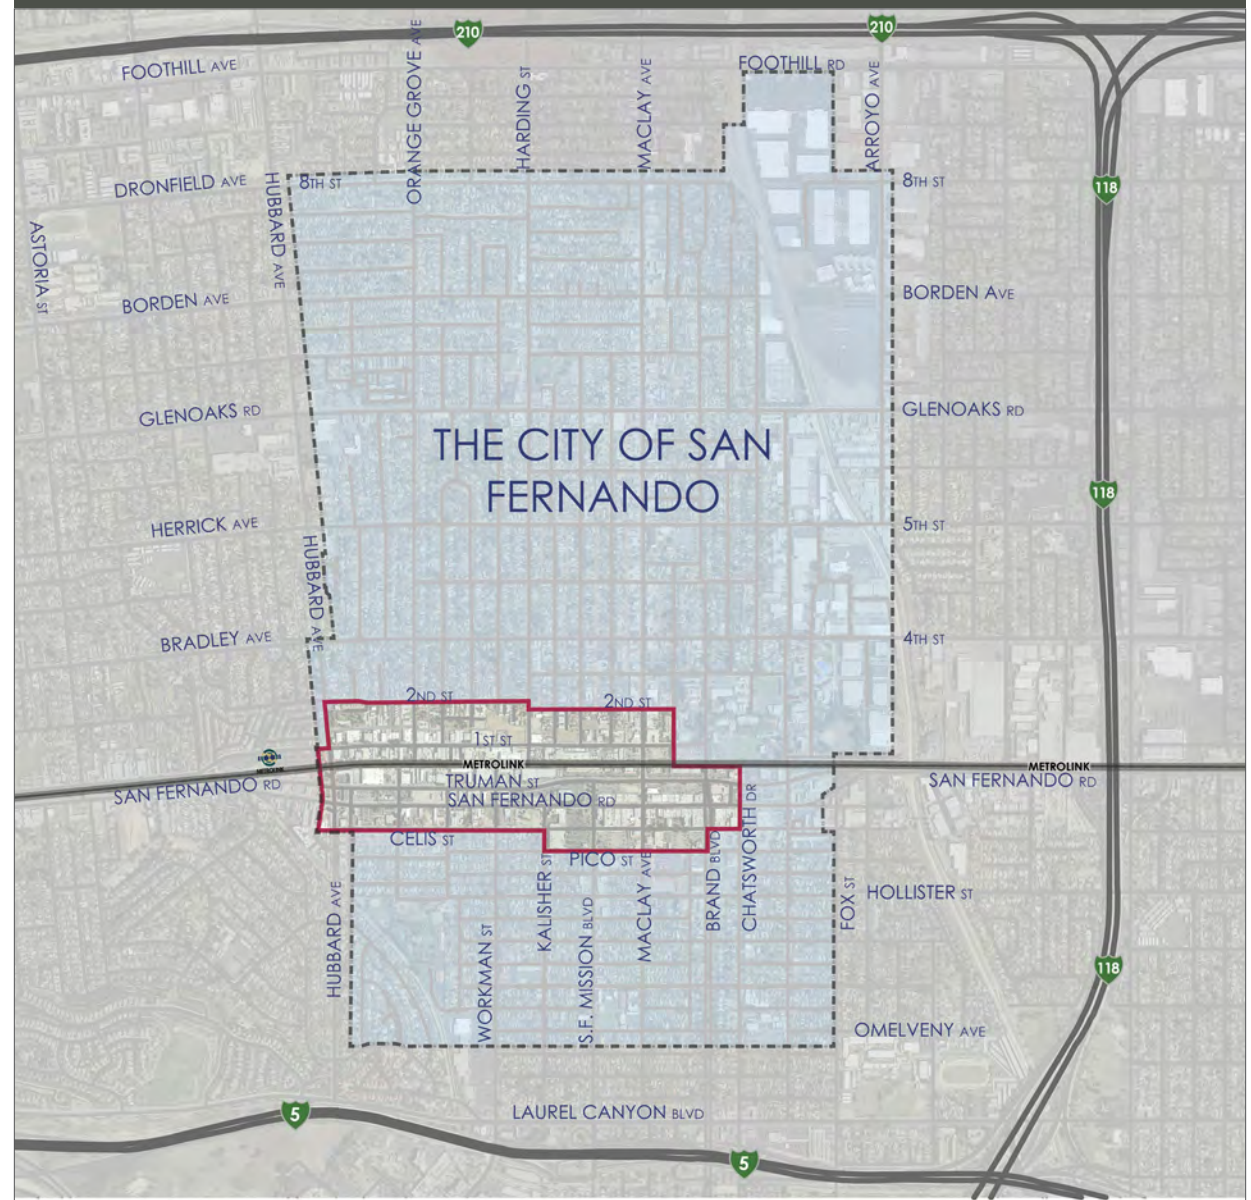 210
210
FOOTHILL AVE
ORANGE GROVE AVE
HARDING ST
MACLAY AVE
FOOTHILL RD
ARROYO AVE
DRONFIELD AVE
HUBBARD AVE
8TH ST
8TH ST
118
ASTORIA ST
BORDEN AVE
BORDEN AVE
GLENOAKS RD
GLENOAKS RD
THE CITY OF SAN
FERNANDO
118
HERRICK AVE
5TH ST
HUBBARD AVE
BRADLEY AVE
4TH ST
2ND ST
2ND ST
1ST ST
METROLINK
METROLINK
METROLINK
SAN FERNANDO RD
TRUMAN ST
SAN FERNANDO RD
SAN FERNANDO RD
CELIS ST
PICO ST
CHATSWORTH DR
HUBBARD AVE
WORKMAN ST
KALISHER ST
S.F. MISSION BLVD
MACLAY AVE
BRAND BLVD
FOX ST
HOLLISTER ST
118
OMELVENY AVE
5
LAUREL CANYON BLVD
5